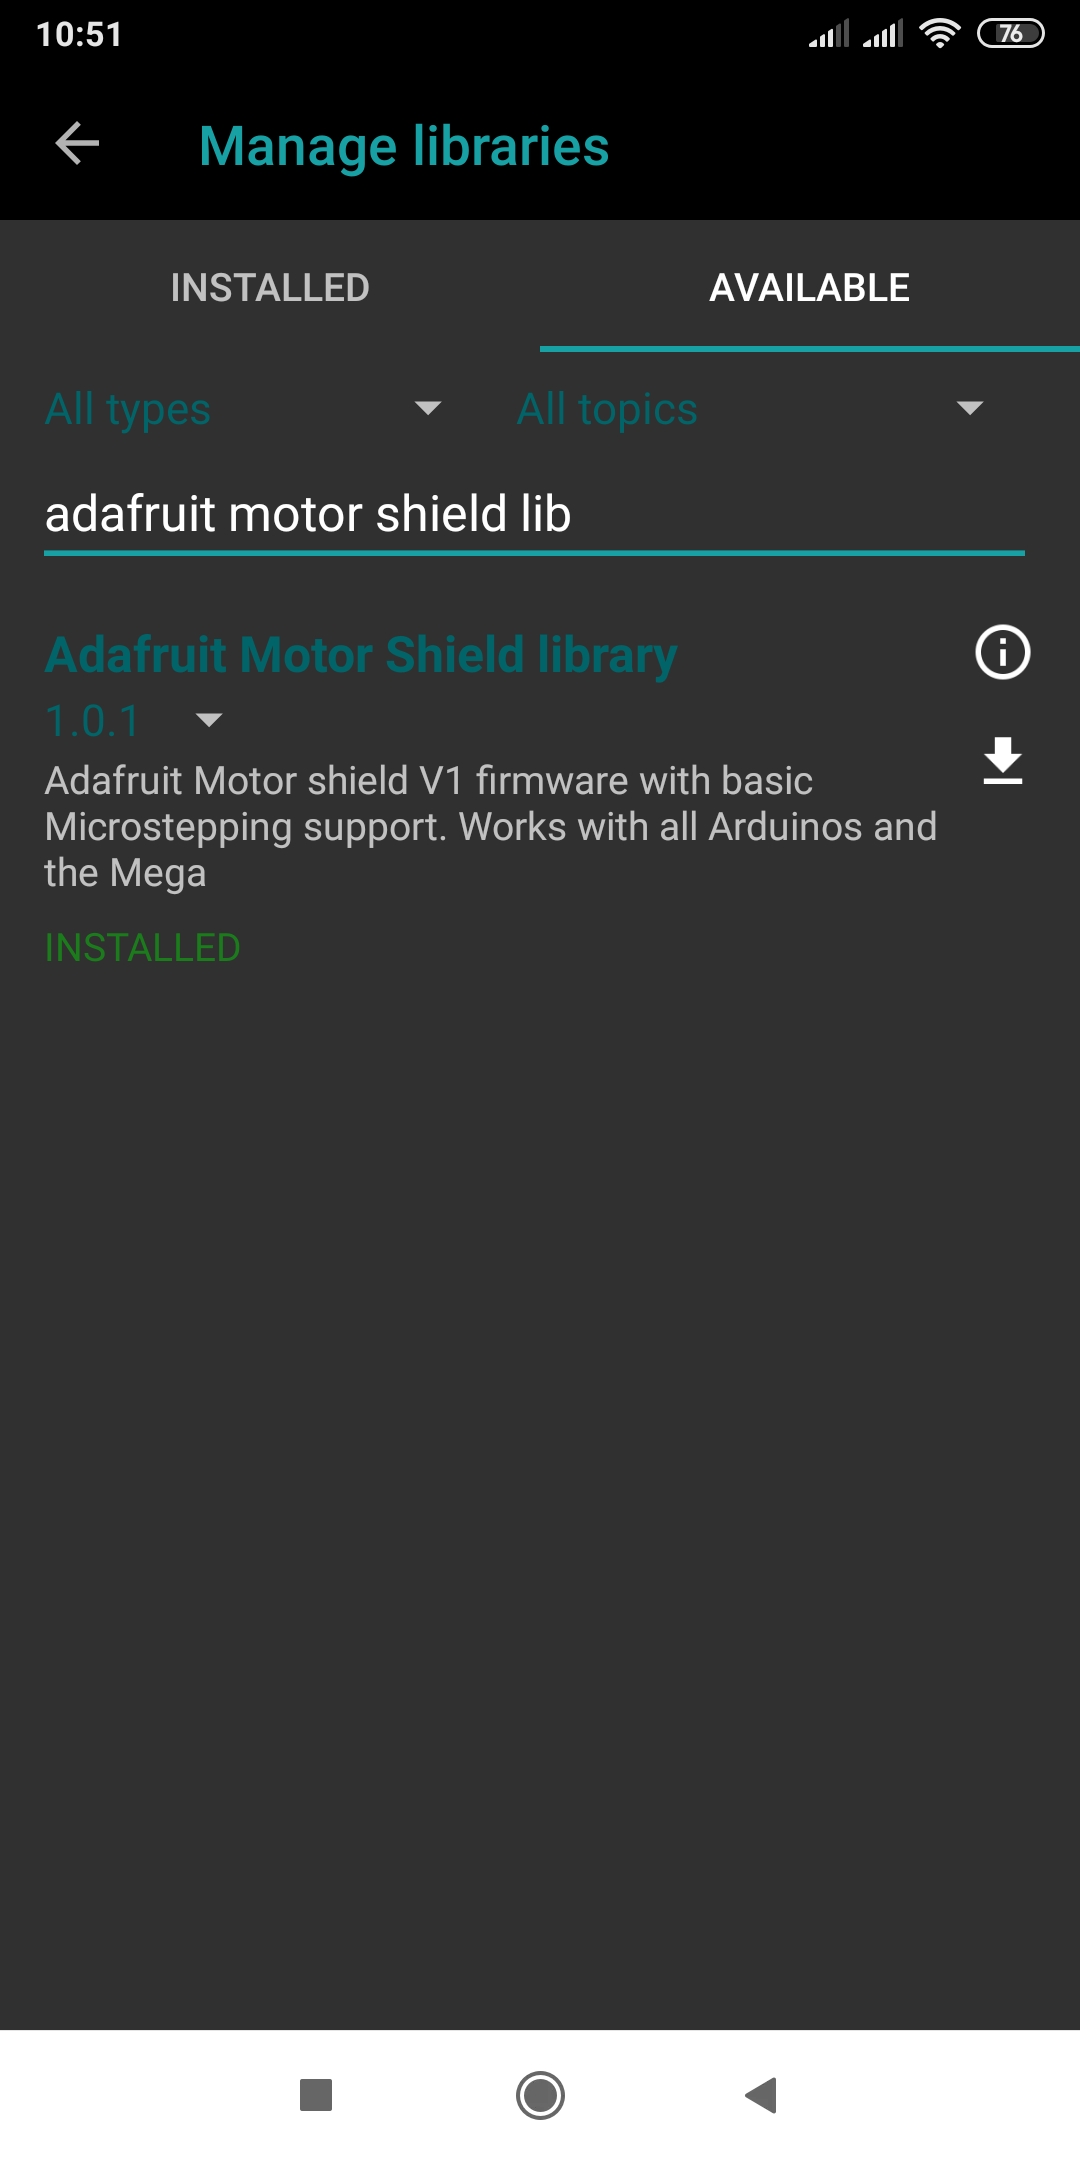 10:51
76
Manage libraries
INSTALLED
AVAILABLE
All types
All topics
adafruit motor shield lib
Adafruit Motor Shield library
1.0.1
Adafruit Motor shield V1 firmware with basic
Microstepping support. Works with all Arduinos and
the Mega
INSTALLED